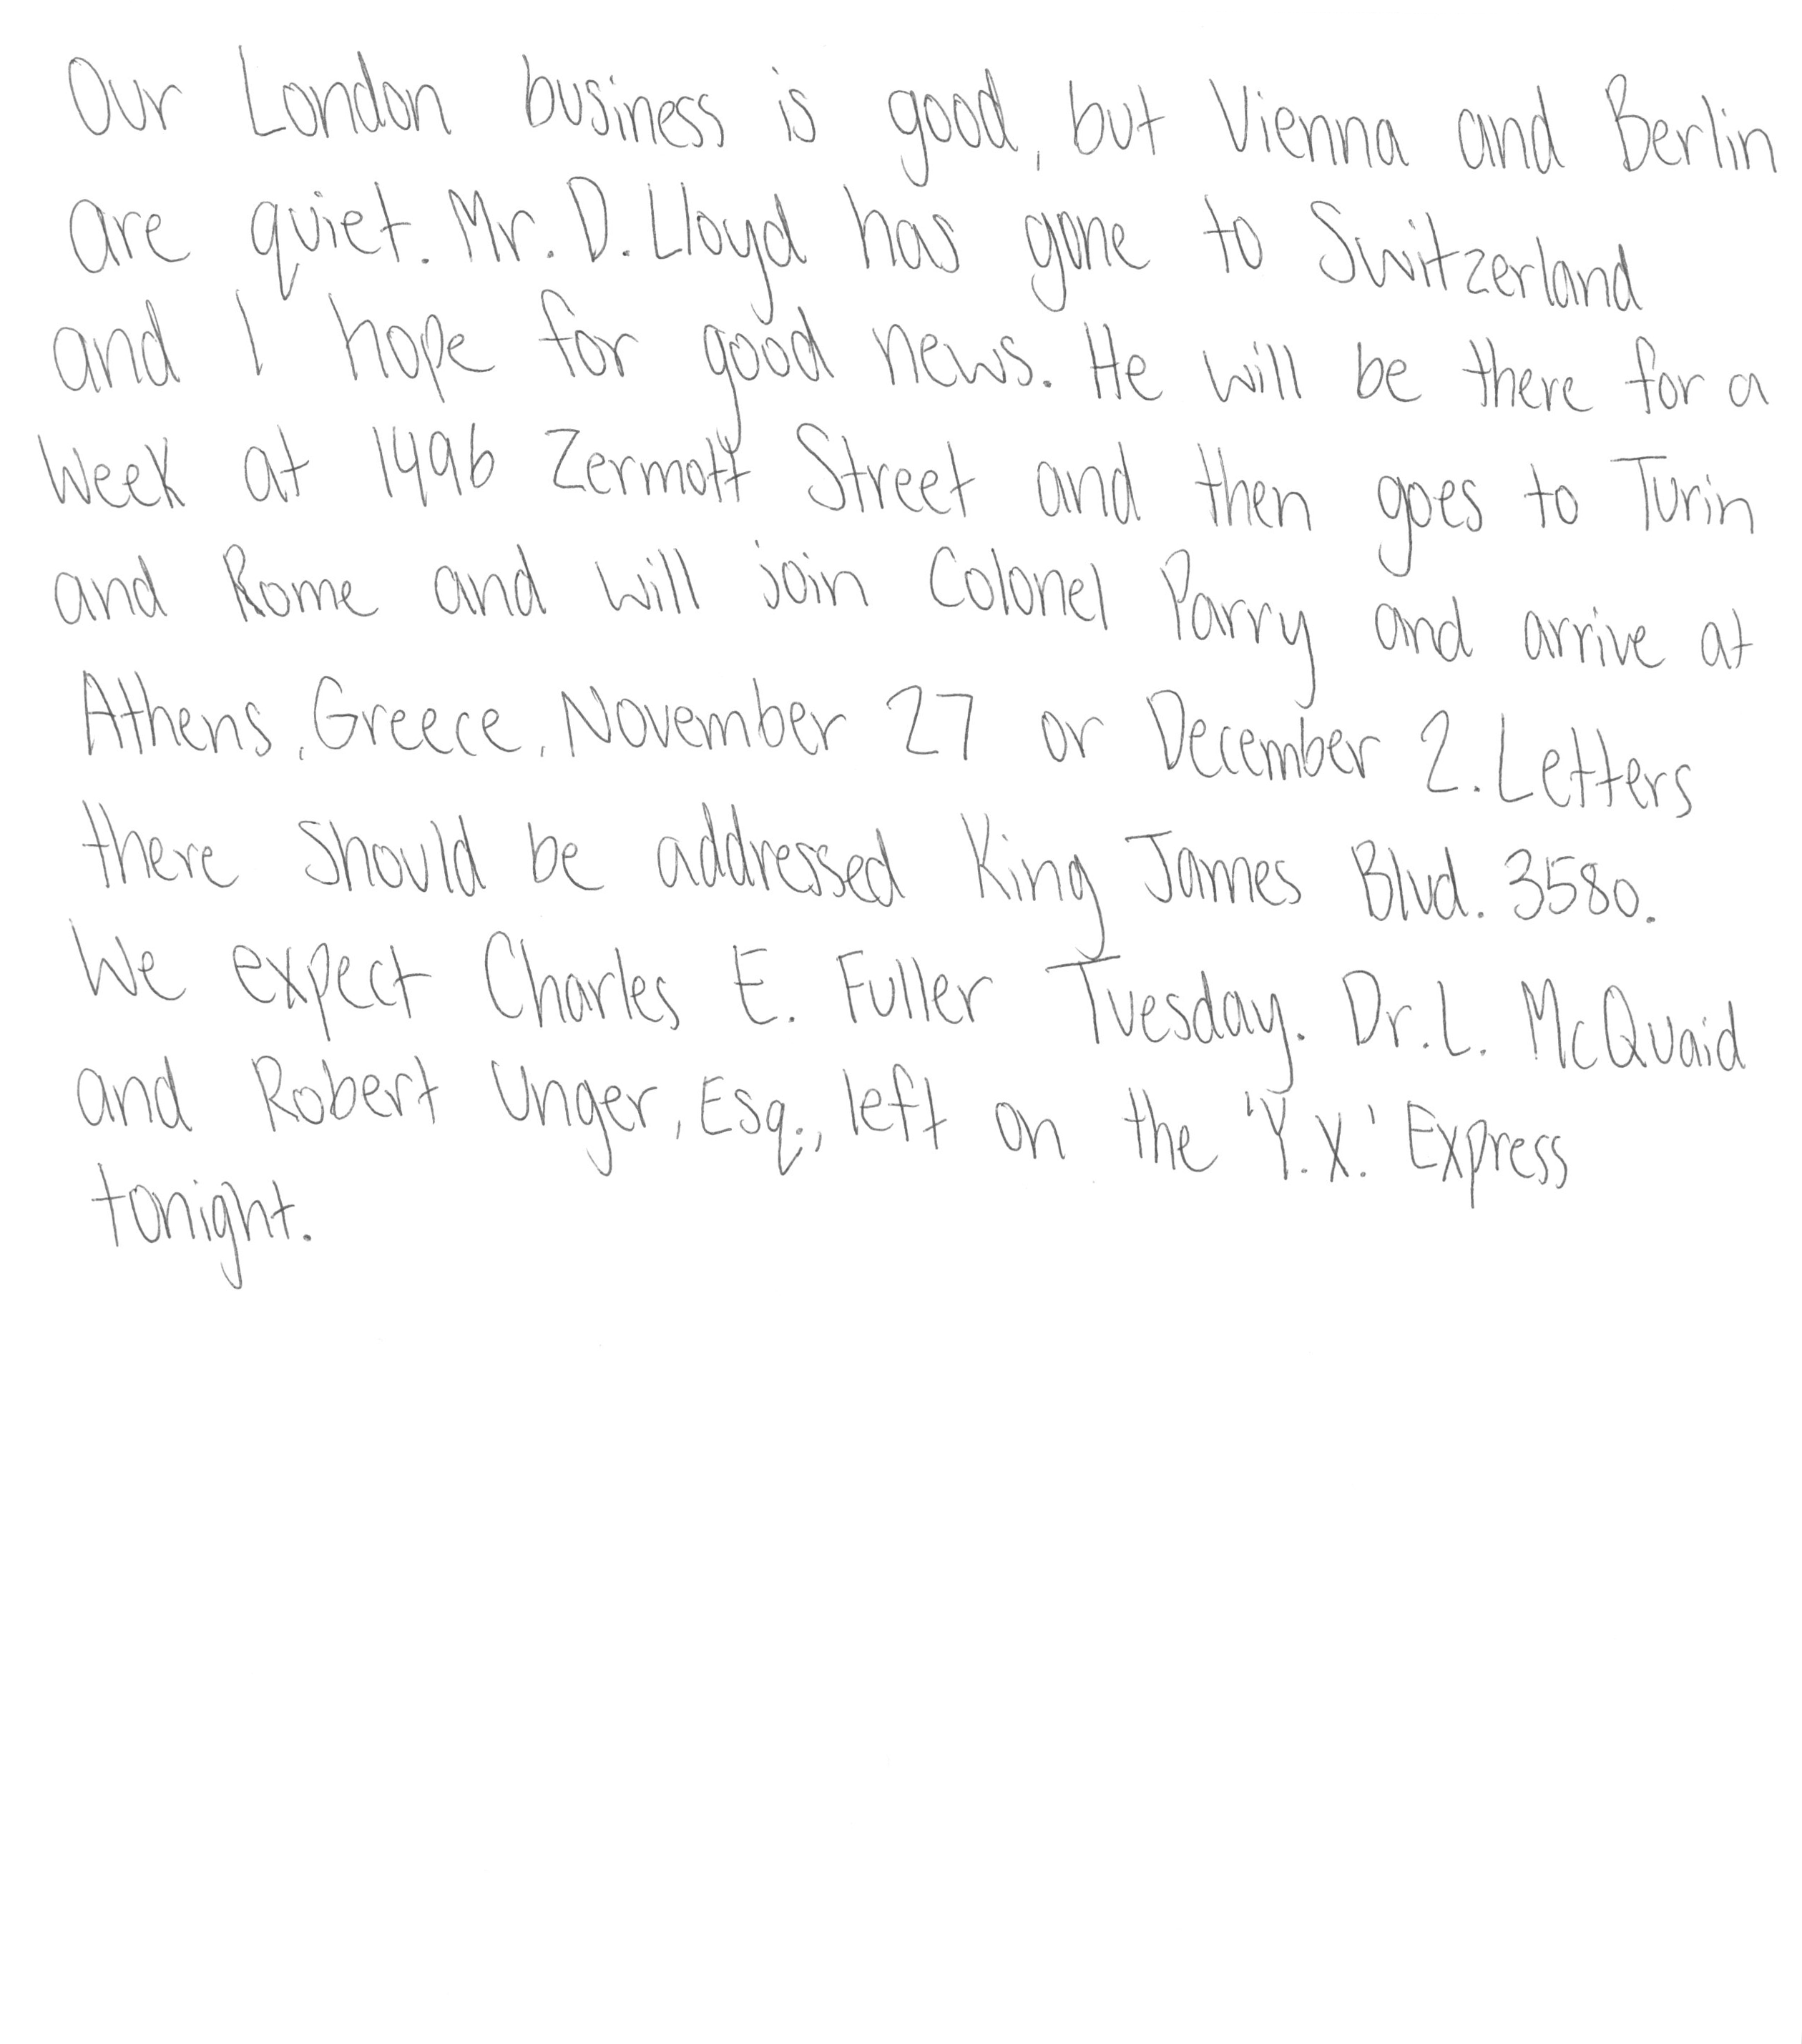 Our London business is good, but Vienna and Berlin
are quiet. Mr. D. Lloyd has gone to Switzerland
and I hope for good news. He will be there for a
week at 1496 Zermott Street and then goes to Turin
and Rome and will join Colonel Parry and arrive at
Athens, Greece, November 27 or December 2. Letters
there should be addressed King James Blvd. 3580.
We expect Charles E. Fuller Tuesday. Dr. L. McQuaid
and Robert Unger, Esq., left on the 'Y.X.' Express
tonight.